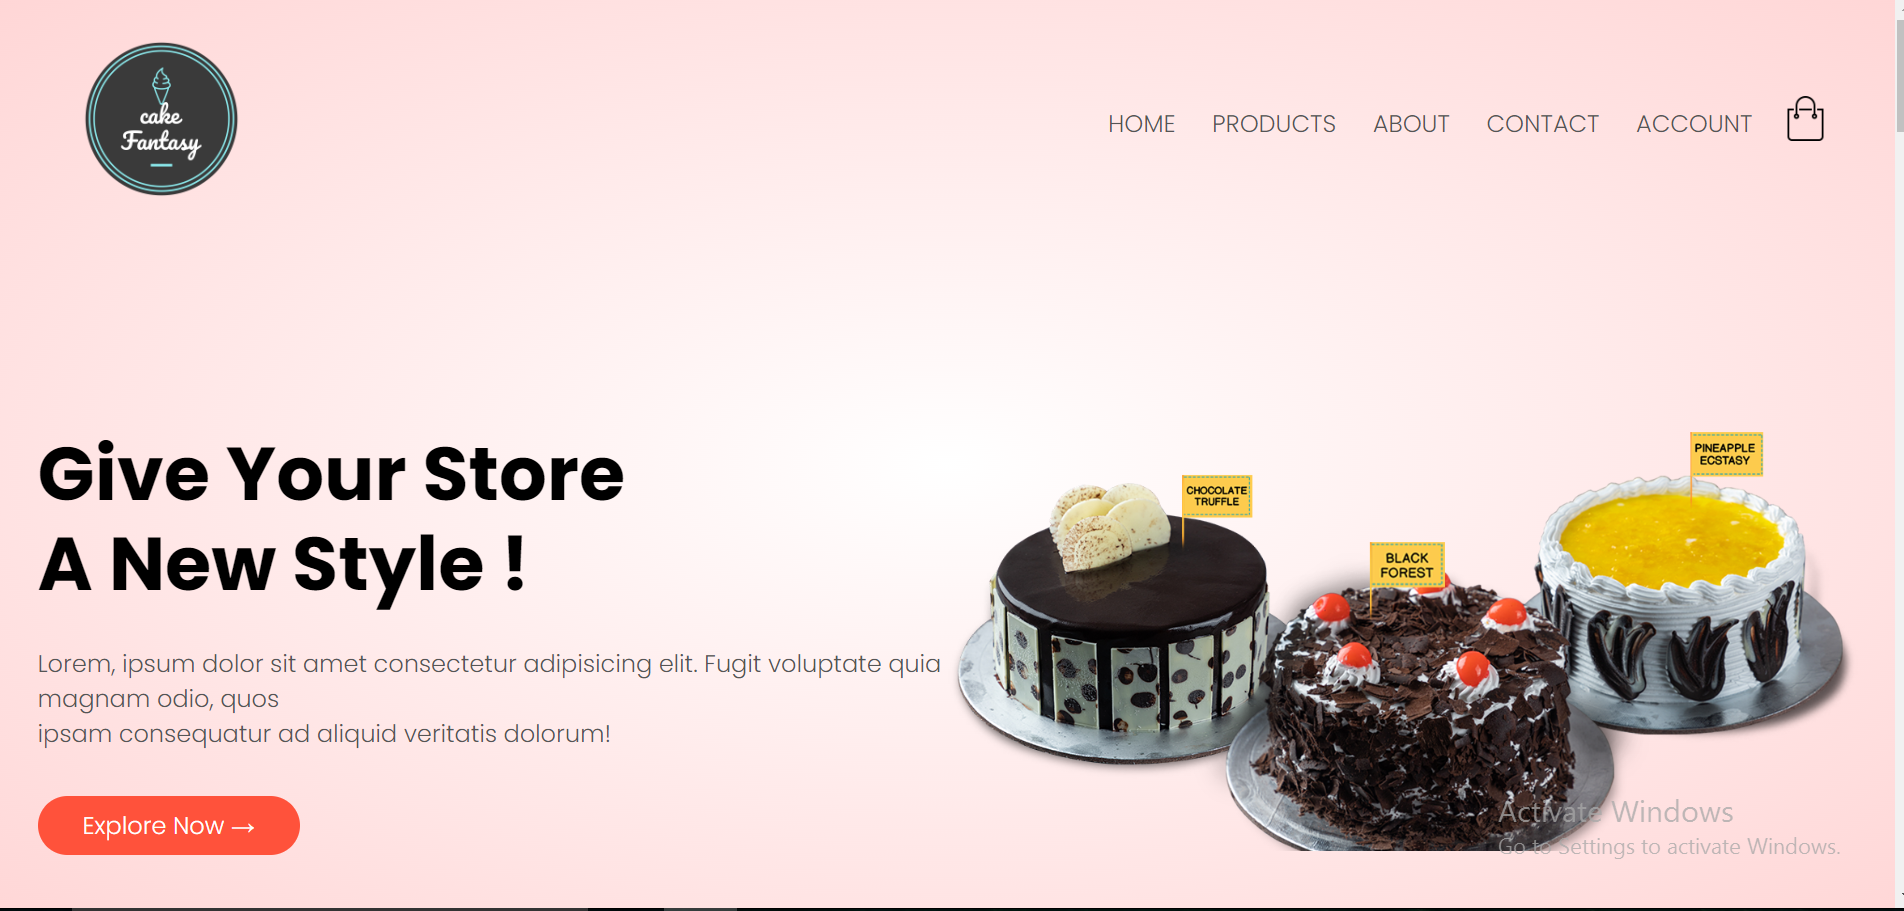 cake
Fantasy
HOME PRODUCTS ABOUT CONTACT ACCOUNT
Give Your Store
A New Style !
Lorem, ipsum dolor sit amet consectetur adipisicing elit. Fugit voluptate quia
magnam odio, quos
ipsam consequatur ad aliquid veritatis dolorum!
Explore Now →
CHOCOLATE
TRUFFLE
BLACK
FOREST
PINEAPPLE
ECSTASY
Activate Windows
Go to Settings to activate Windows.